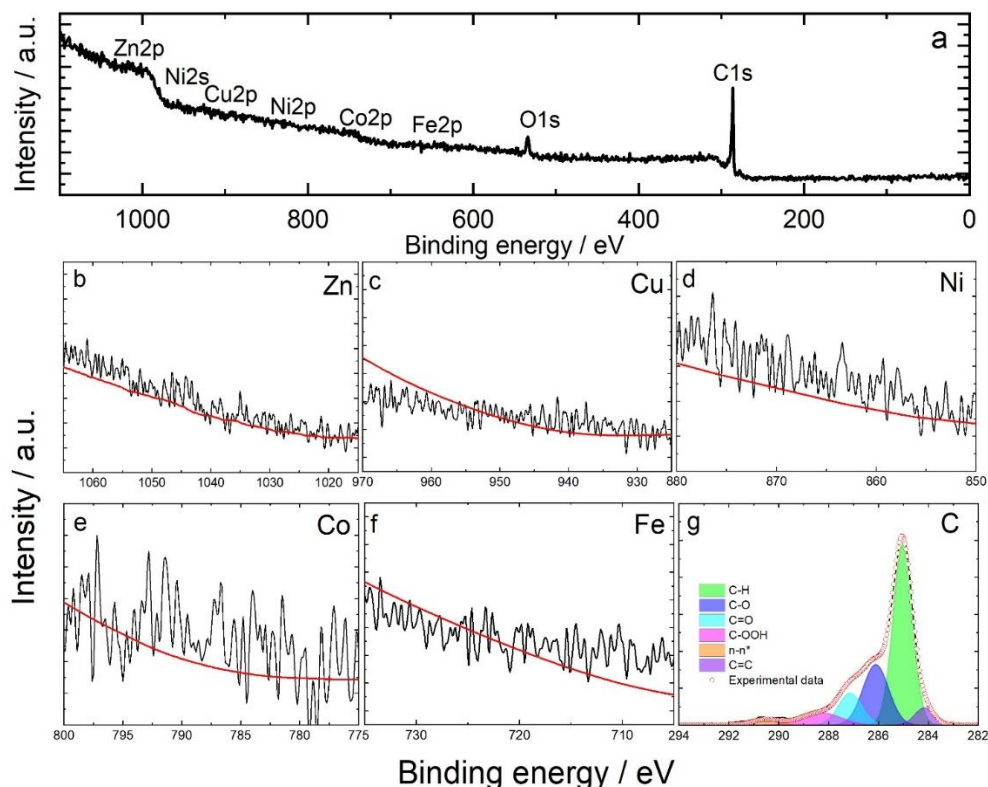 a
Intensity / a.u.
Zn2p
Ni2s
Cu2p
Ni2p
Co2p
Fe2p
O1s
C1s
1000 800 600 400 200 0
Binding energy / eV
b Zn
1060 1050 1040 1030 1020
c Cu
970 960 950 940 930
d Ni
880 870 860 850
Intensity / a.u.
e Co
800 795 790 785 780 775
f Fe
730 720 710
g C
C-H
C-O
C=O
C-OOH
n-n*
C=C
Experimental data
294 292 290 288 286 284 282
Binding energy / eV